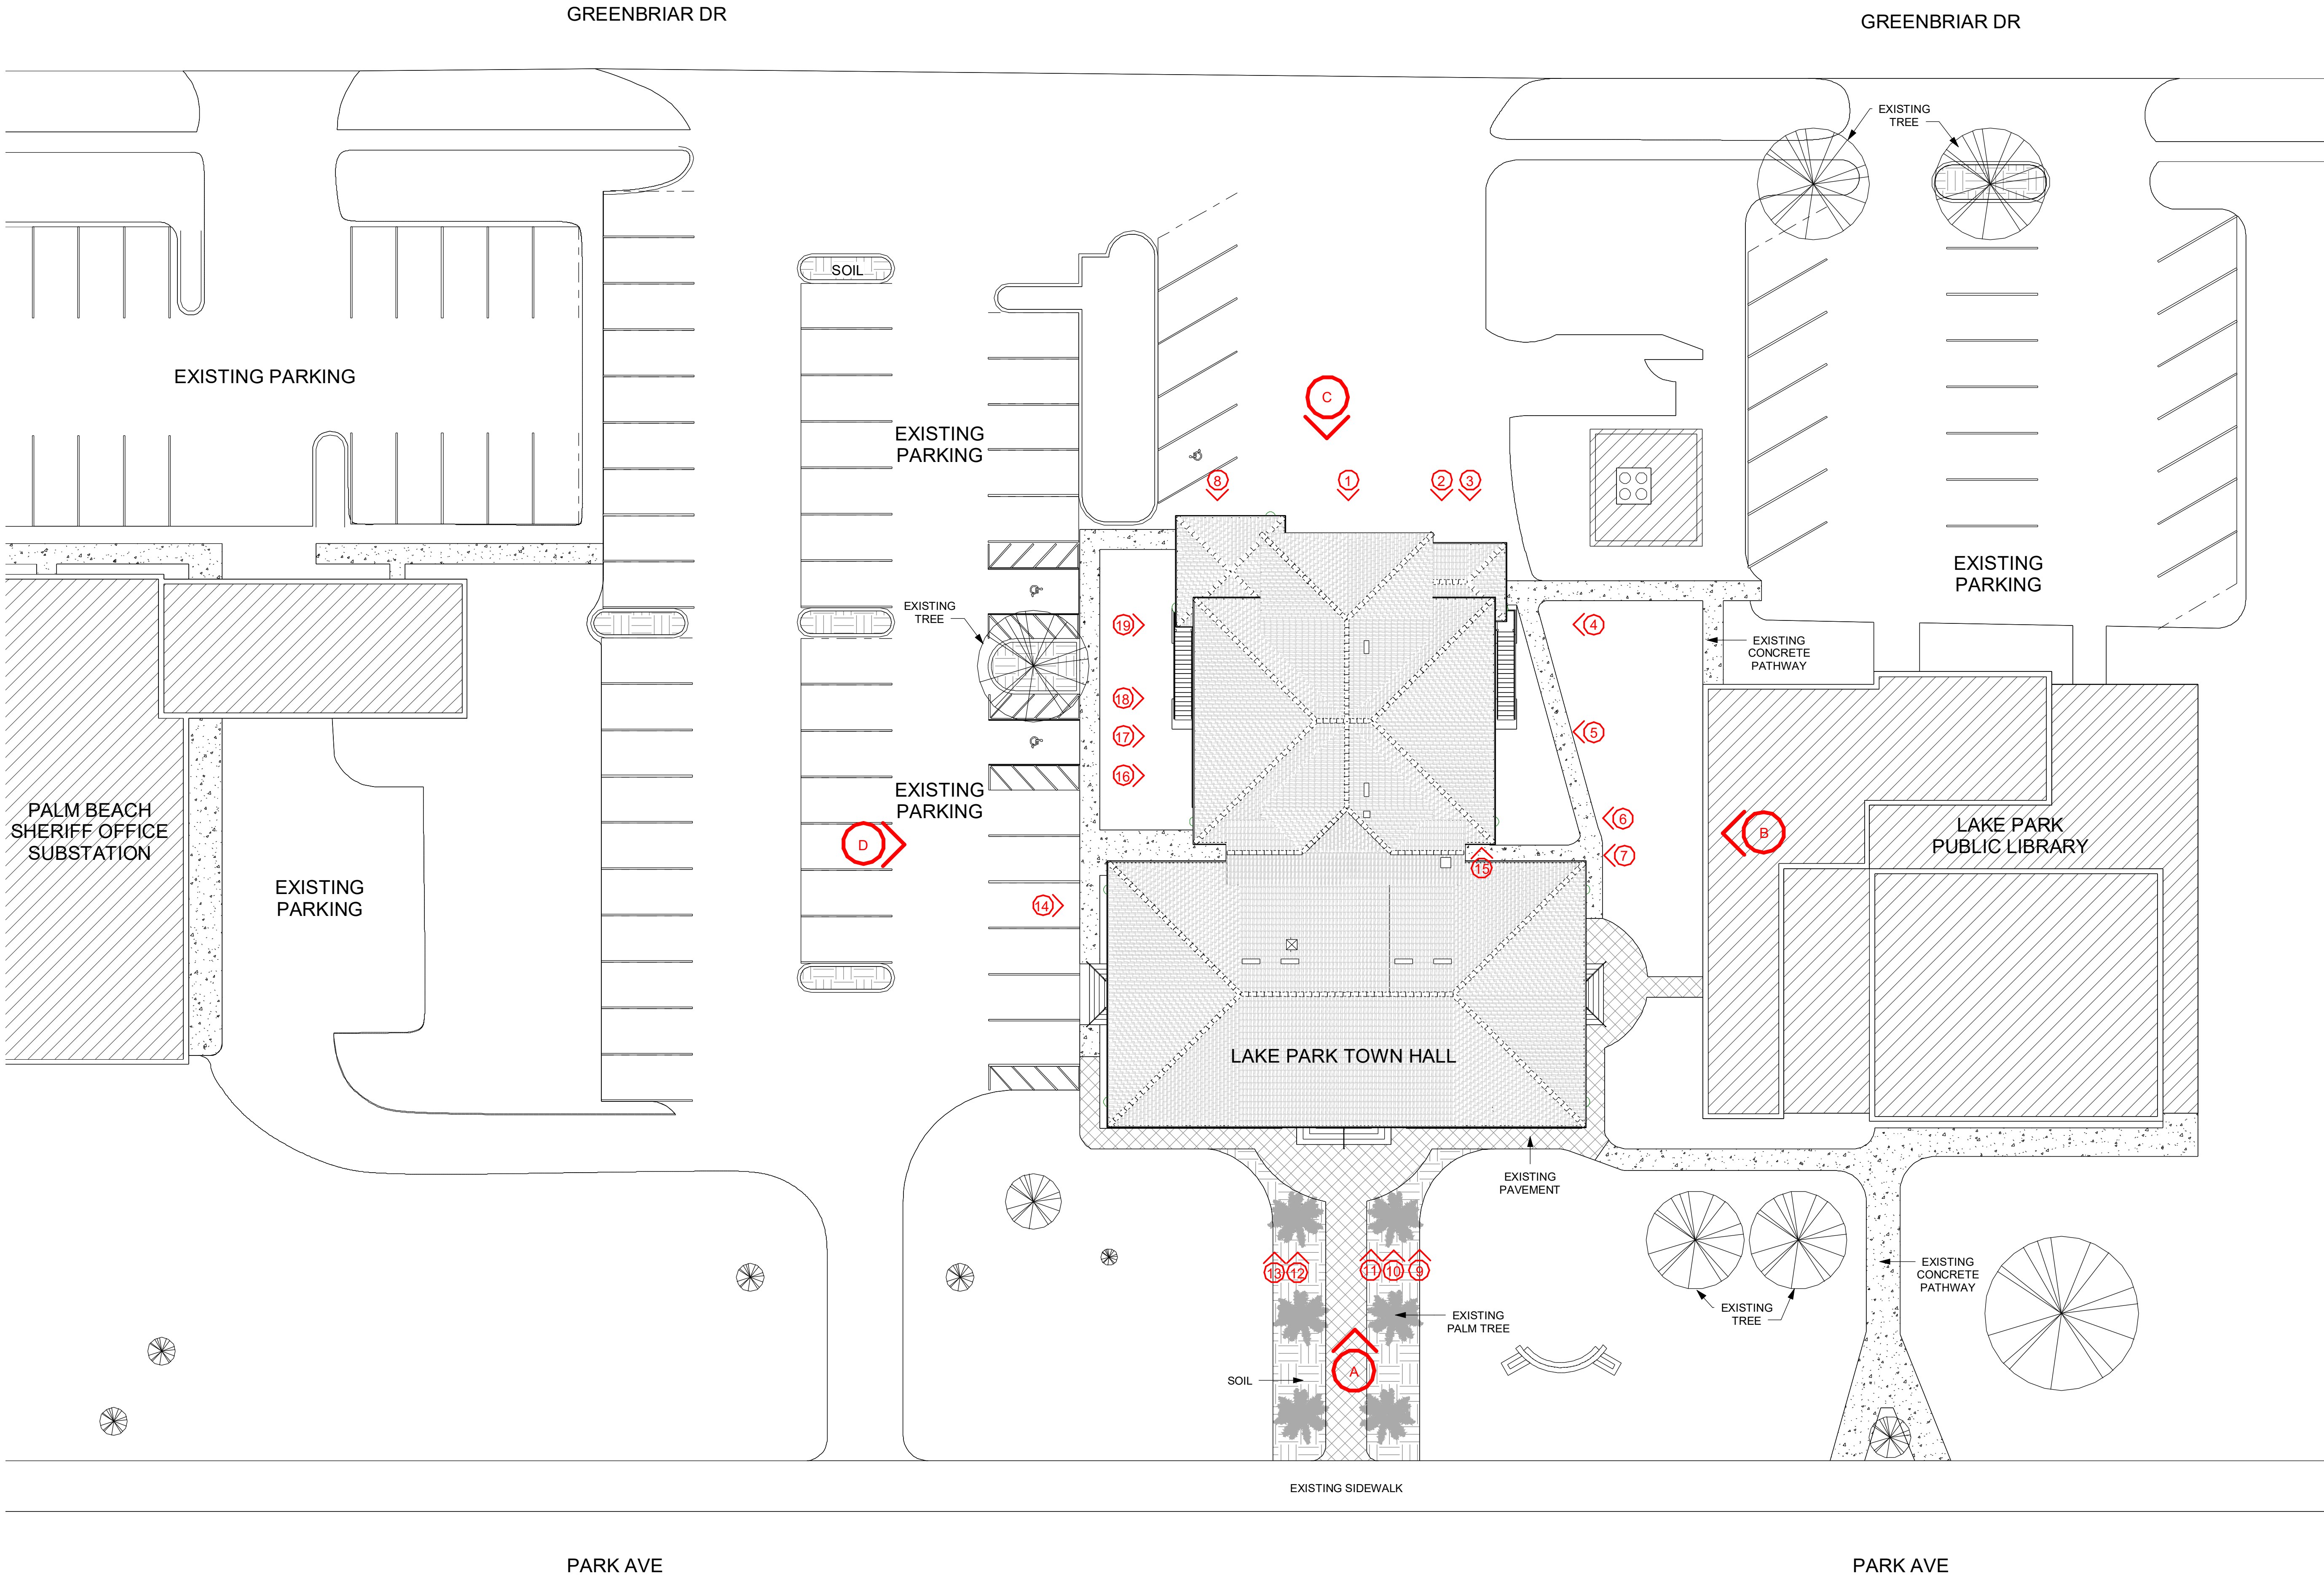 GREENBRIAR DR
GREENBRIAR DR
EXISTING
TREE
SOIL
EXISTING PARKING
C
EXISTING
PARKING
8
1
2
3
EXISTING
PARKING
EXISTING
TREE
19
4
EXISTING
CONCRETE
PATHWAY
18
17
5
16
EXISTING
PARKING
PALM BEACH
SHERIFF OFFICE
SUBSTATION
6
LAKE PARK
PUBLIC LIBRARY
B
D
7
15
EXISTING
PARKING
14
LAKE PARK TOWN HALL
EXISTING
PAVEMENT
13
12
11
10
9
EXISTING
CONCRETE
PATHWAY
EXISTING
TREE
EXISTING
PALM TREE
A
SOIL
EXISTING SIDEWALK
PARK AVE
PARK AVE